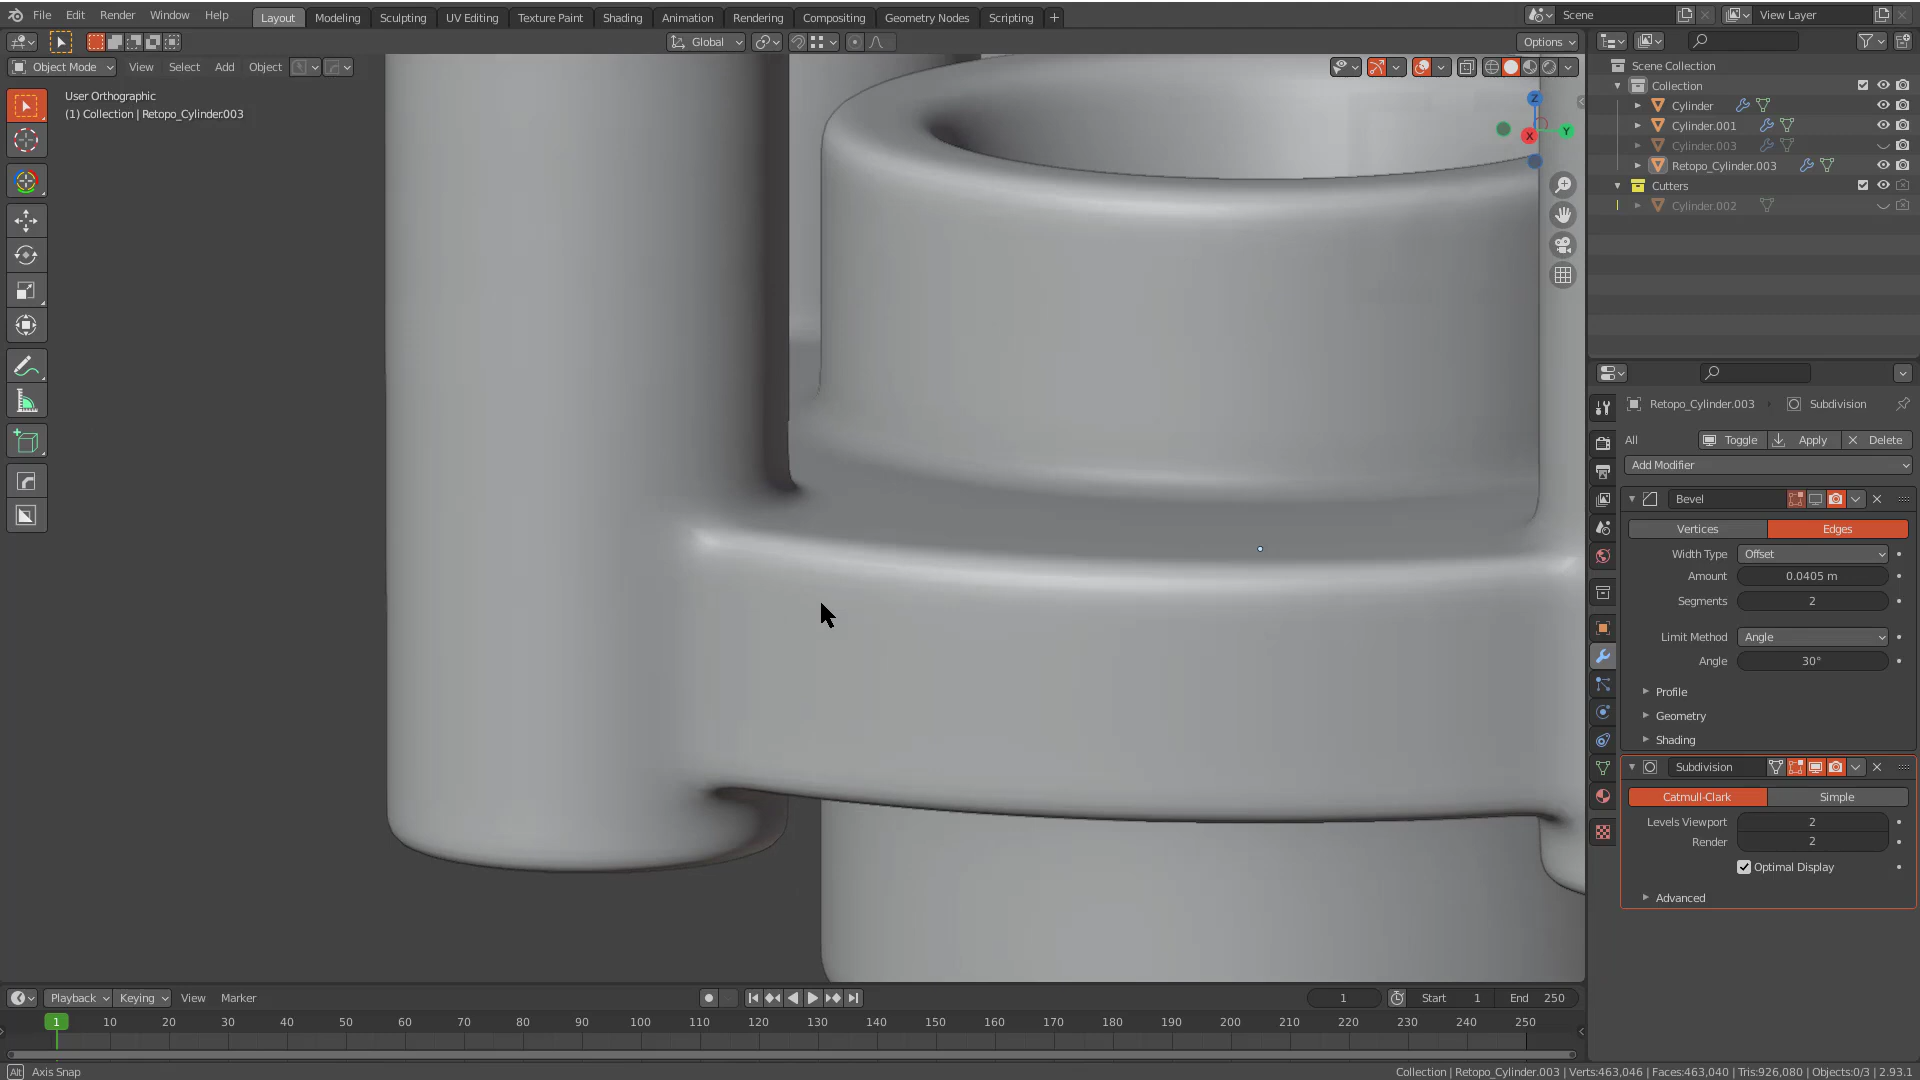 File Edit Render Window Help Layout Modeling Sculpting UV Editing Texture Paint Shading Animation Rendering Compositing Geometry Nodes Scripting + Scene View Layer
Global Options
Object Mode View Select Add Object
User Orthographic
(1) Collection | Retopo_Cylinder.003
Z
Y
X
Scene Collection
Collection
Cylinder
Cylinder.001
Cylinder.003
Retopo_Cylinder.003
Cutters
Cylinder.002
Retopo_Cylinder.003 Subdivision
All Toggle Apply Delete
Add Modifier
Bevel
Vertices Edges
Width Type Offset
Amount 0.0405 m
Segments 2
Limit Method Angle
Angle 30°
Profile
Geometry
Shading
Subdivision
Catmull-Clark Simple
Levels Viewport 2
Render 2
Optimal Display
Advanced
Playback Keying View Marker 1 Start 1 End 250
1 10 20 30 40 50 60 70 80 90 100 110 120 130 140 150 160 170 180 190 200 210 220 230 240 250
Alt Axis Snap Collection | Retopo_Cylinder.003 | Verts:463,046 | Faces:463,040 | Tris:926,080 | Objects:0/3 | 2.93.1